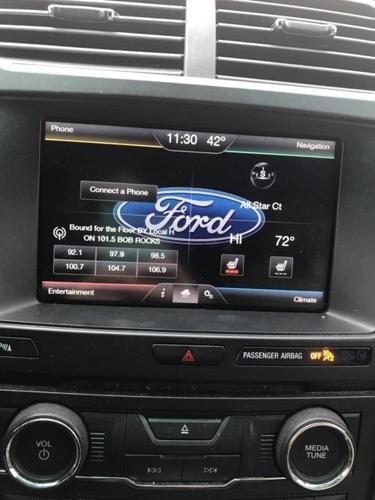 Phone
11:30 42°
Navigation
S
Connect a Phone
All Star Ct
Ford
Bound for the Floor BY Local H
ON 101.5 BOB ROCKS
HI 72°
92.1 97.9 98.5
100.7 104.7 106.9
Entertainment
i
Climate
PASSENGER AIRBAG OFF
VOL
MEDIA
TUNE